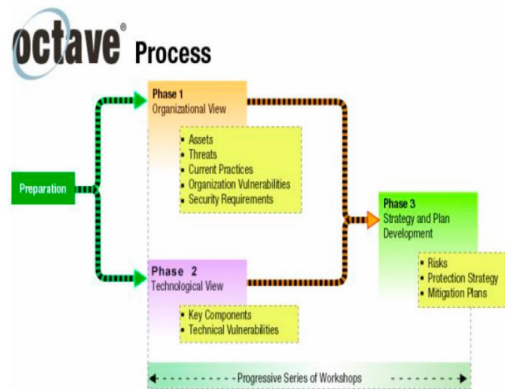 octave® Process
Phase 1
Organizational View
▪ Assets
▪ Threats
▪ Current Practices
▪ Organization Vulnerabilities
▪ Security Requirements
Preparation
Phase 2
Technological View
▪ Key Components
▪ Technical Vulnerabilities
Phase 3
Strategy and Plan
Development
▪ Risks
▪ Protection Strategy
▪ Mitigation Plans
Progressive Series of Workshops